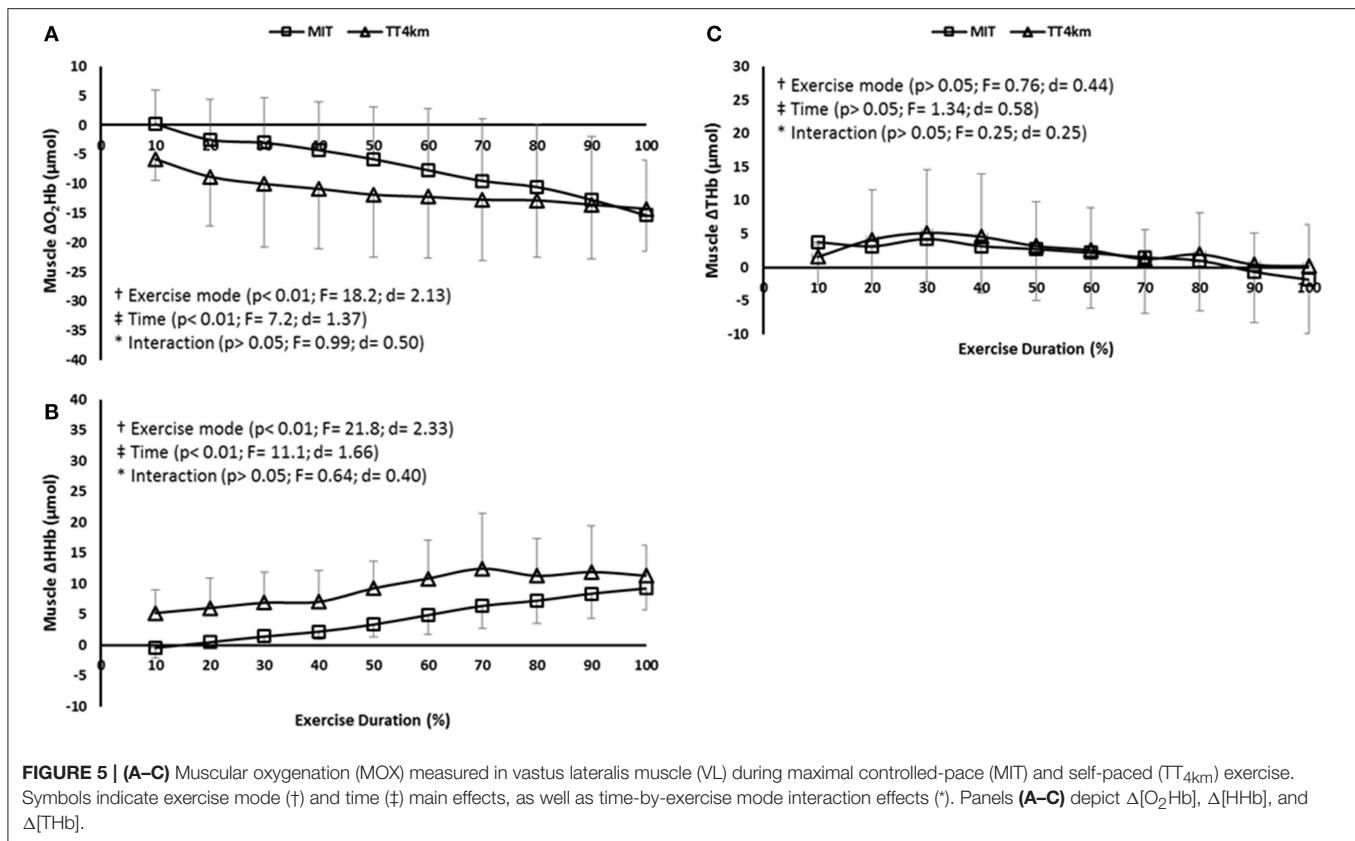 A
MIT TT4km
10
5
0
-5
-10
-15
-20
-25
-30
-35
-40
Muscle ΔO₂Hb (µmol)
0 10 20 30 40 50 60 70 80 90 100
† Exercise mode (p< 0.01; F= 18.2; d= 2.13)
‡ Time (p< 0.01; F= 7.2; d= 1.37)
* Interaction (p> 0.05; F= 0.99; d= 0.50)
B
40
35
30
25
20
15
10
5
0
-5
-10
Muscle ΔHHb (µmol)
† Exercise mode (p< 0.01; F= 21.8; d= 2.33)
‡ Time (p< 0.01; F= 11.1; d= 1.66)
* Interaction (p> 0.05; F= 0.64; d= 0.40)
0 10 20 30 40 50 60 70 80 90 100
Exercise Duration (%)
C
MIT TT4km
30
25
20
15
10
5
0
-5
-10
Muscle ΔTHb (µmol)
† Exercise mode (p> 0.05; F= 0.76; d= 0.44)
‡ Time (p> 0.05; F= 1.34; d= 0.58)
* Interaction (p> 0.05; F= 0.25; d= 0.25)
0 10 20 30 40 50 60 70 80 90 100
Exercise Duration (%)
FIGURE 5 | (A–C) Muscular oxygenation (MOX) measured in vastus lateralis muscle (VL) during maximal controlled-pace (MIT) and self-paced (TT4km) exercise.
Symbols indicate exercise mode (†) and time (‡) main effects, as well as time-by-exercise mode interaction effects (*). Panels (A–C) depict Δ[O₂Hb], Δ[HHb], and
Δ[THb].